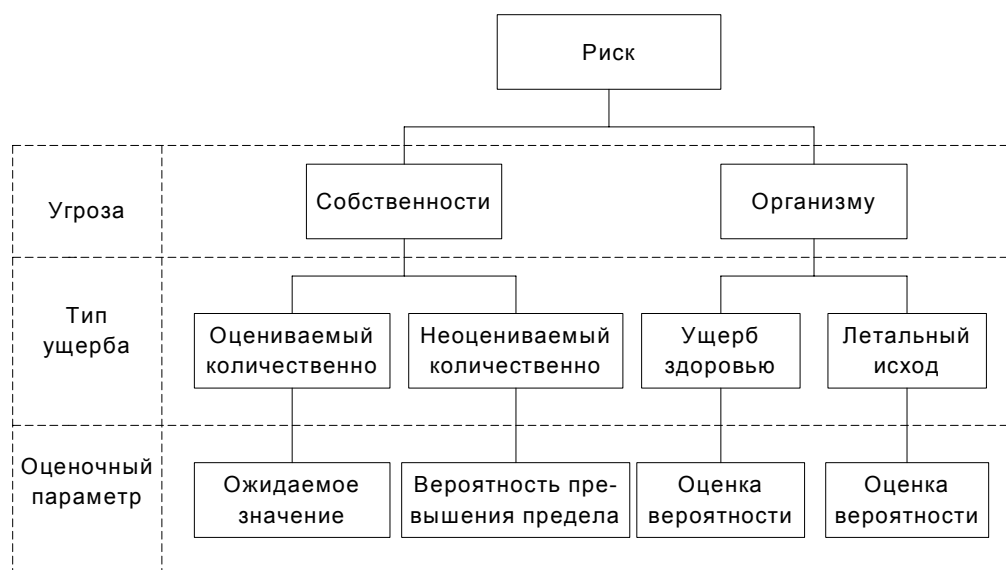 Риск
Угроза
Собственности
Организму
Тип
ущерба
Оцениваемый
количественно
Неоцениваемый
количественно
Ущерб
здоровью
Летальный
исход
Оценочный
параметр
Ожидаемое
значение
Вероятность пре-
вышения предела
Оценка
вероятности
Оценка
вероятности